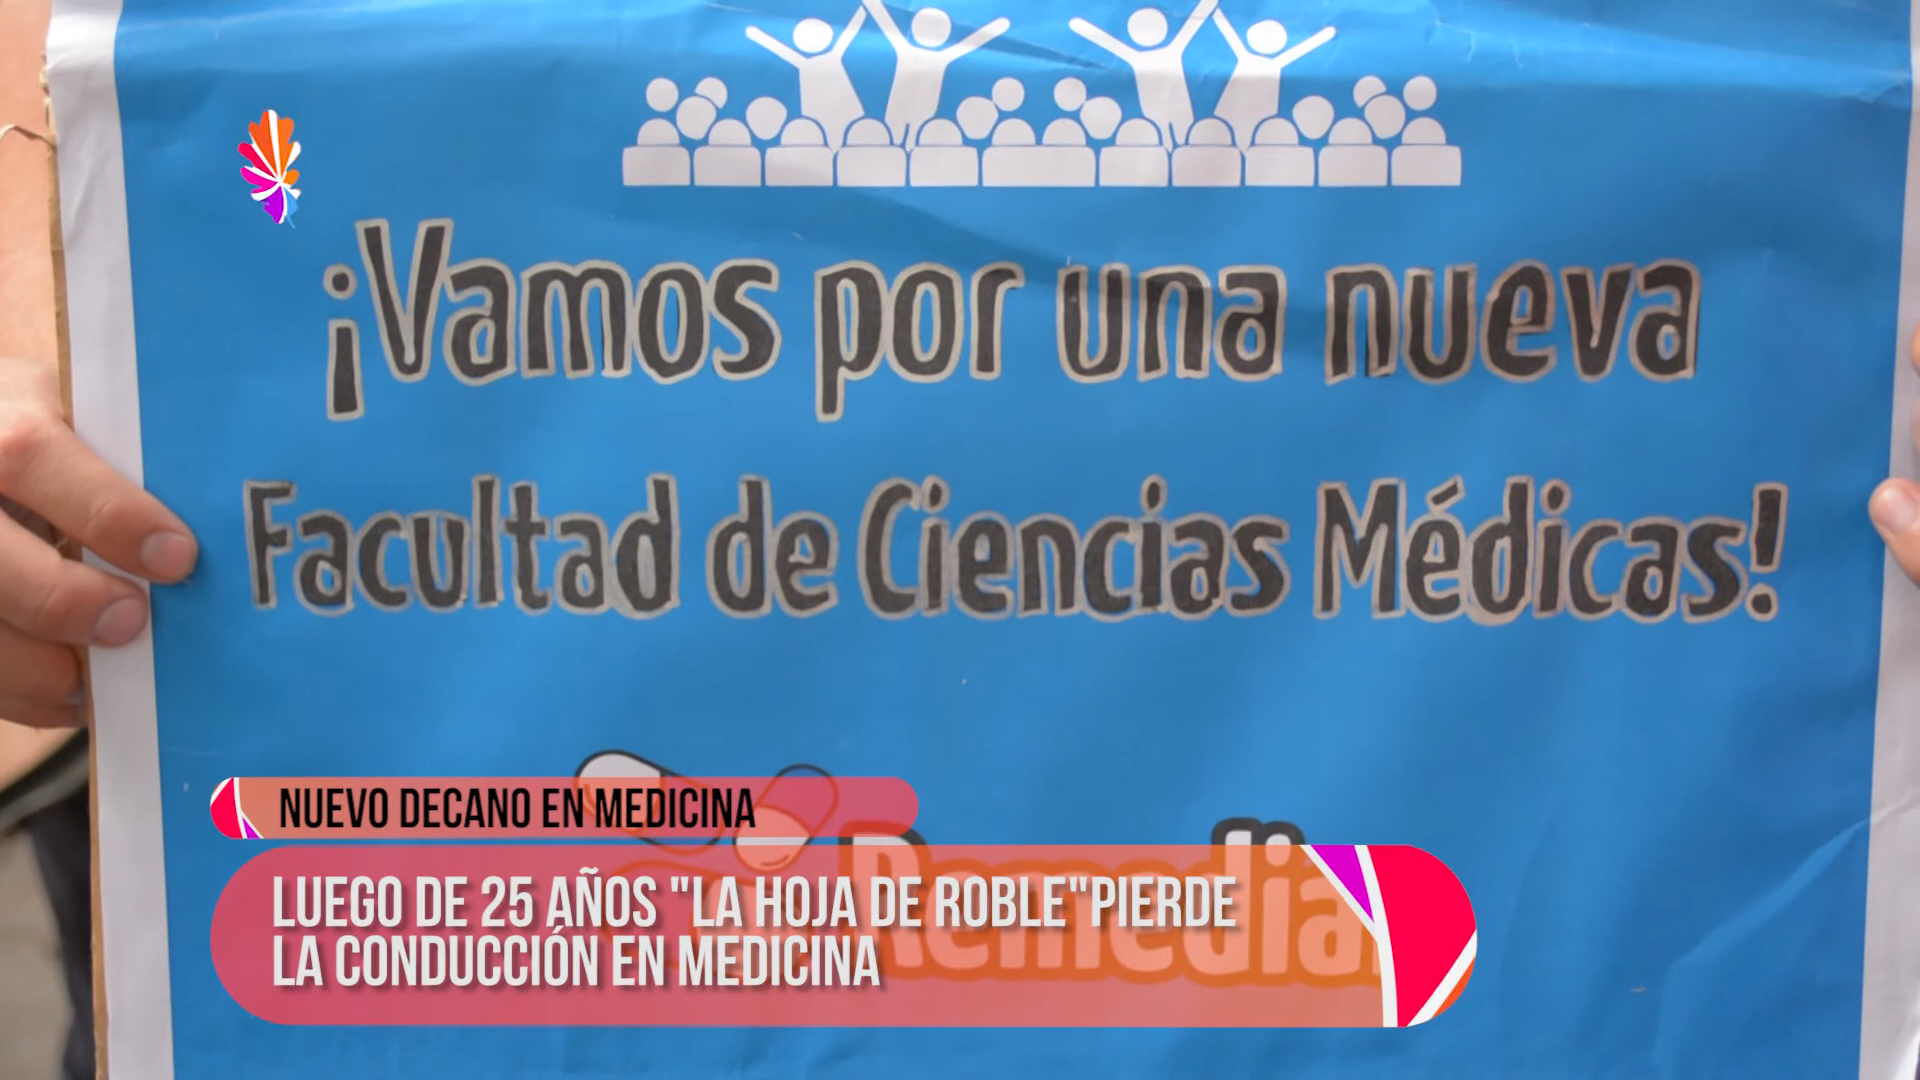 ¡Vamos por una nueva
Facultad de Ciencias Médicas!
NUEVO DECANO EN MEDICINA
Remedia
LUEGO DE 25 AÑOS "LA HOJA DE ROBLE"PIERDE
LA CONDUCCIÓN EN MEDICINA